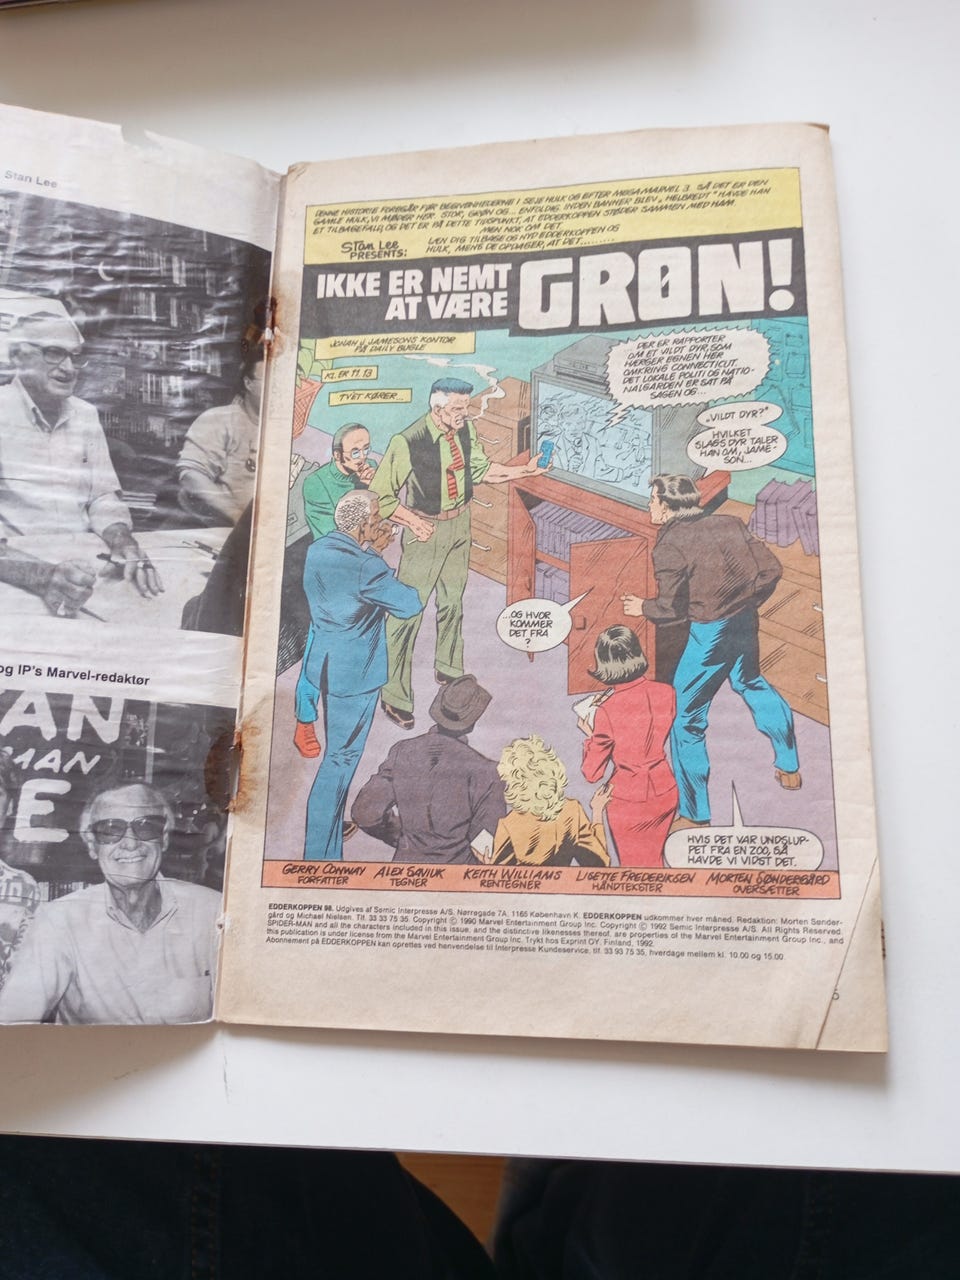 Stan Lee
og IP's Marvel-redaktør
AN
MAN
E
DENNE HISTORIE FOREGÅR FØR BEGIVENHEDERNE I SEJE HULK OG EFTER MEGAMARVEL 3. SÅ DET ER DEN
GAMLE HULK, VI MØDER HER. STOR, GRØN OG... ENFOLDIG. INDEN BANNER BLEV „HELBREDT" HAVDE HAN
ET TILBAGEFALD, OG DET ER PÅ DETTE TIDSPUNKT, AT EDDERKOPPEN STØDER SAMMEN MED HAM.
MEN NOK OM DET.
LÆN DIG TILBAGE OG NYD EDDERKOPPEN OG
HULK, MENS DE OPDAGER, AT DET.........
Stan Lee
PRESENTS:
IKKE ER NEMT
AT VÆRE
GRØN!
JONAH J. JAMESONS KONTOR
PÅ DAILY BUGLE
KL. ER 11.13
TV'ET KØRER...
DER ER RAPPORTER
OM ET VILDT DYR, SOM
HÆRGER EGNEN HER
OMKRING CONNECTICUT.
DET LOKALE POLITI OG NATIO-
NALGARDEN ER SAT PÅ
SAGEN OG...
„VILDT DYR?"
HVILKET
SLAGS DYR TALER
HAN OM, JAME-
SON...
...OG HVOR
KOMMER
DET FRA
?
HVIS DET VAR UNDSLUP-
PET FRA EN ZOO, SÅ
HAVDE VI VIDST DET.
GERRY CONWAY
FORFATTER
ALEX SAVIUK
TEGNER
KEITH WILLIAMS
RENTEGNER
LISETTE FREDERIKSEN
HÅNDTEKSTER
MORTEN SØNDERGÅRD
OVERSÆTTER
EDDERKOPPEN 98. Udgives af Semic Interpresse A/S, Nørregade 7A, 1165 København K. EDDERKOPPEN udkommer hver måned. Redaktion: Morten Sønder-
gård og Michael Nielsen. Tlf. 33 33 75 35. Copyright © 1990 Marvel Entertainment Group Inc. Copyright © 1992 Semic Interpresse A/S. All Rights Reserved.
SPIDER-MAN and all the characters included in this issue, and the distinctive likenesses thereof, are properties of the Marvel Entertainment Group Inc., and
this publication is under license from the Marvel Entertainment Group Inc. Trykt hos Exprint OY. Finland, 1992.
Abonnement på EDDERKOPPEN kan oprettes ved henvendelse til Interpresse Kundeservice, tlf. 33 93 75 35, hverdage mellem kl. 10.00 og 15.00.
5